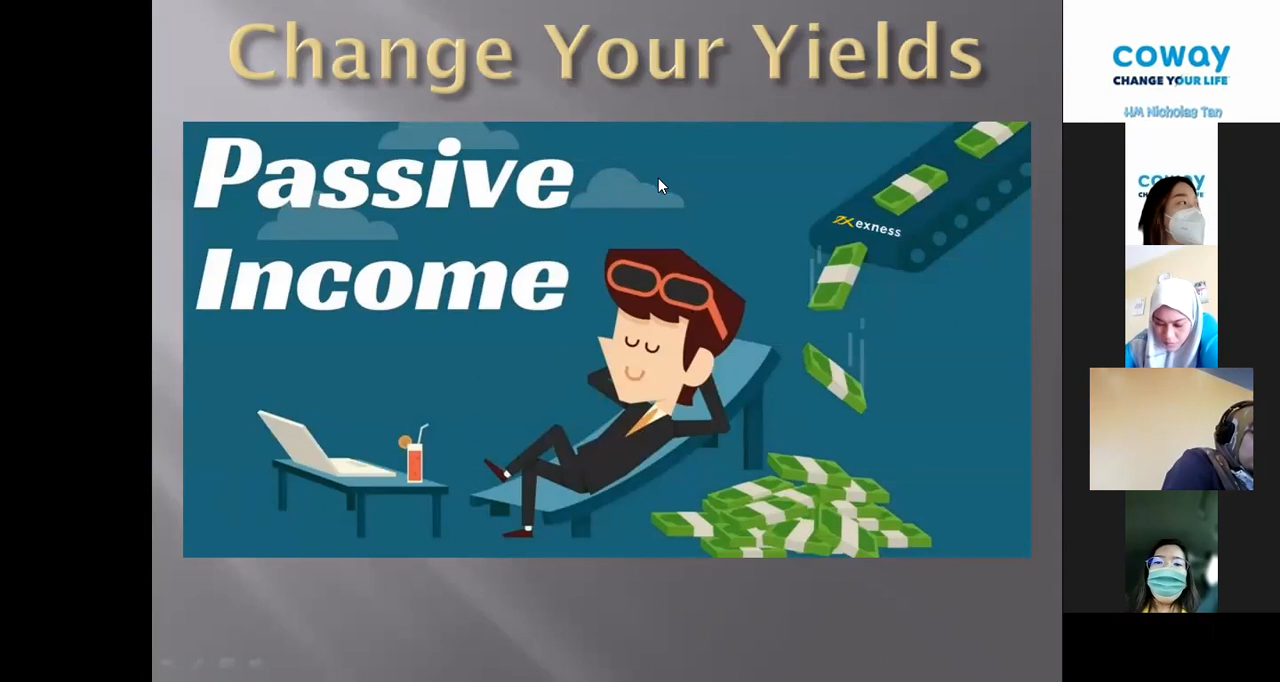 Change Your Yields
Passive
Income
exness
coway
CHANGE YOUR LIFE
HM Nicholas Tan
coway